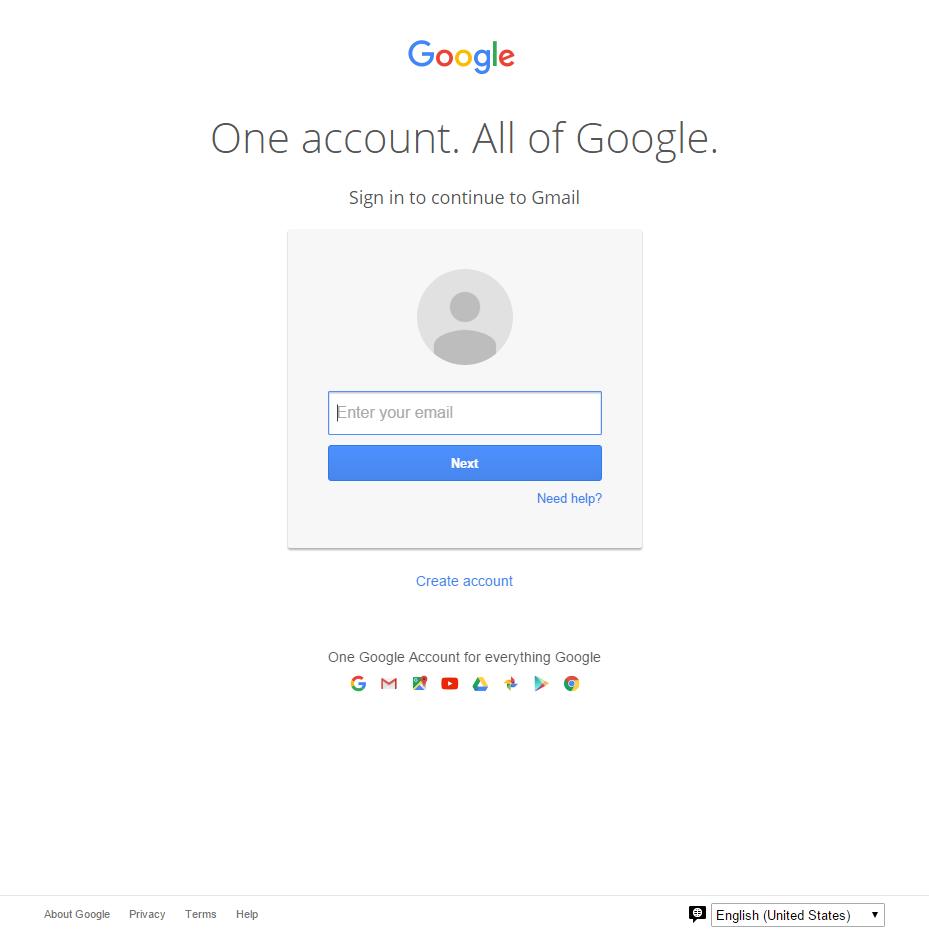 Google
One account. All of Google.
Sign in to continue to Gmail
Enter your email
Next
Need help?
Create account
One Google Account for everything Google
About Google Privacy Terms Help English (United States)